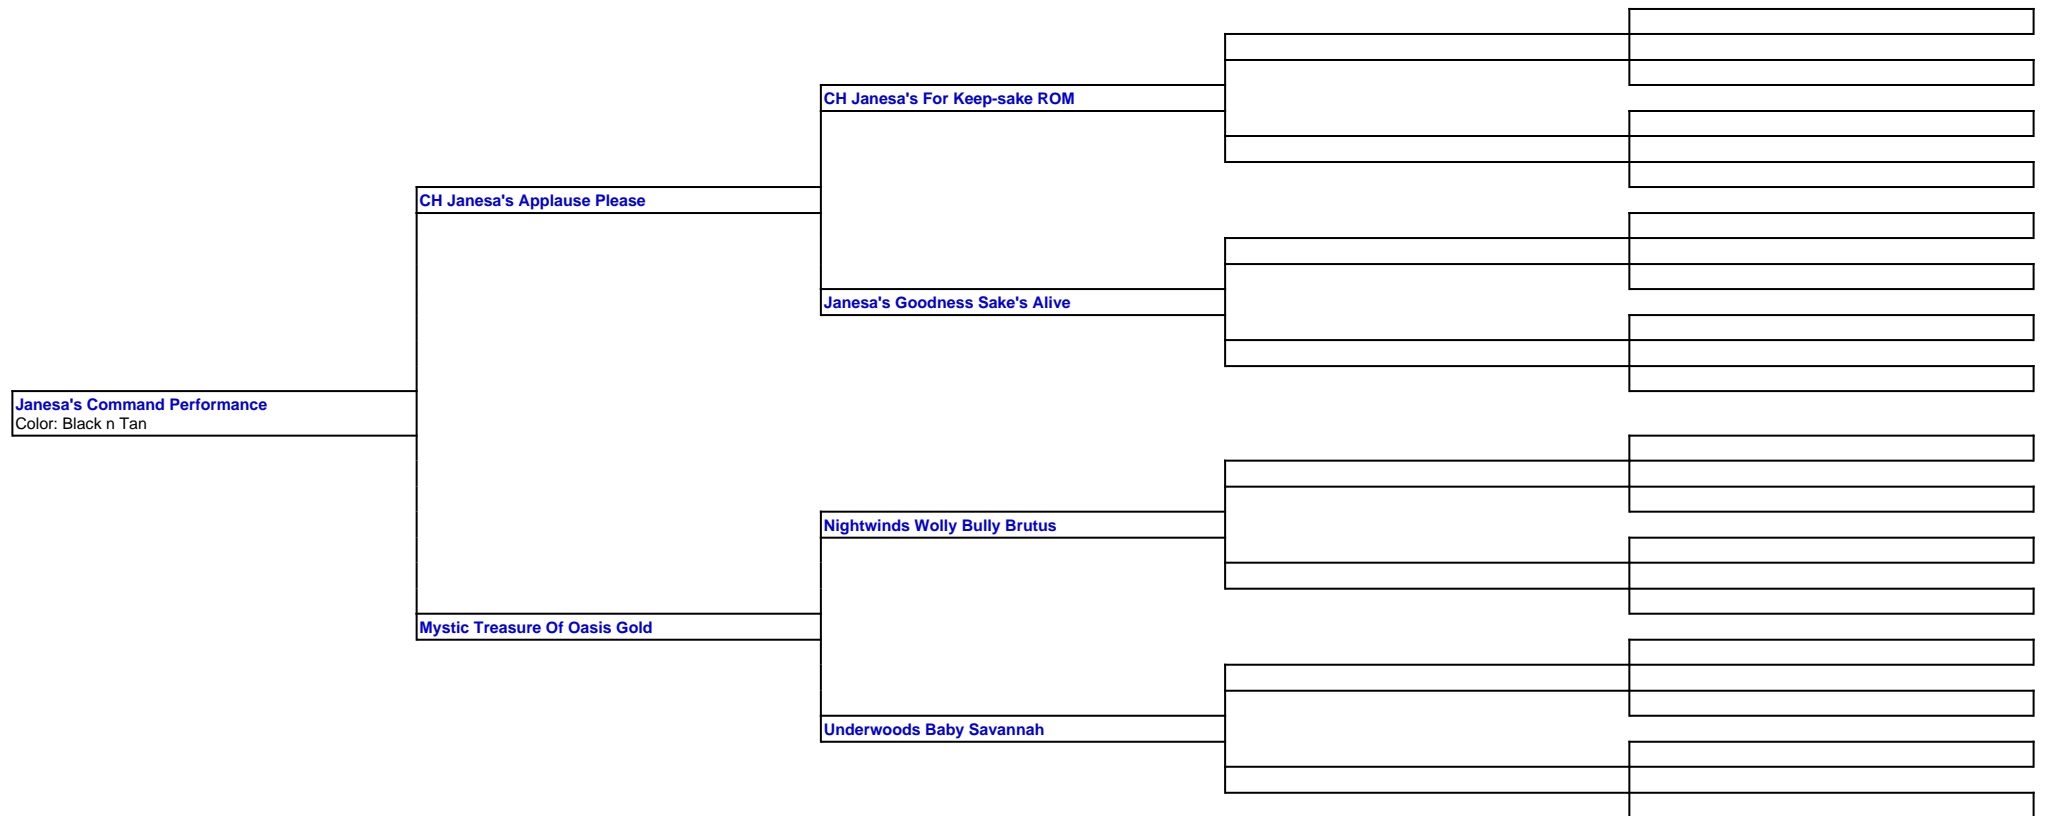 CH Janesa's For Keep-sake ROM
CH Janesa's Applause Please
Janesa's Goodness Sake's Alive
Janesa's Command Performance
Color: Black n Tan
Nightwinds Wolly Bully Brutus
Mystic Treasure Of Oasis Gold
Underwoods Baby Savannah